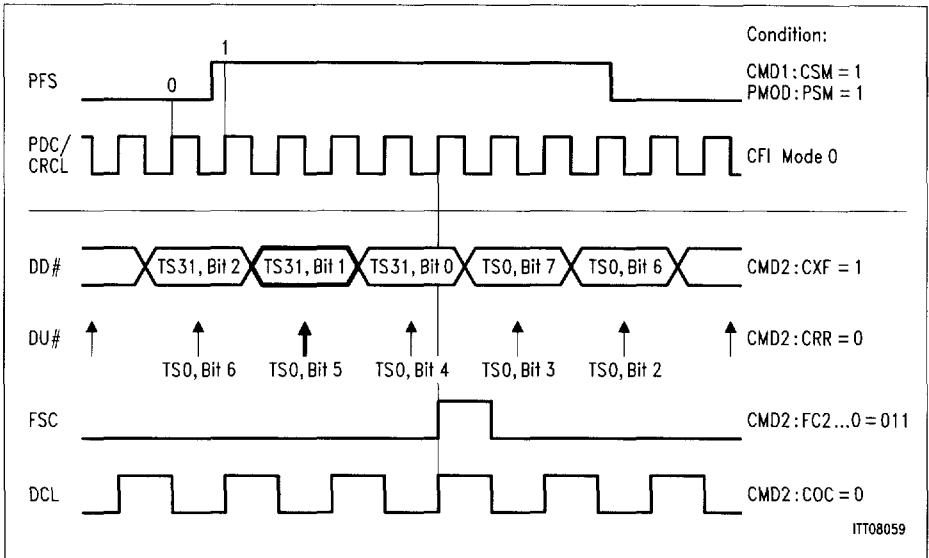 Condition:
1
PFS
0
CMD1:CSM = 1
PMOD:PSM = 1
PDC/
CRCL
CFI Mode 0
DD#
TS31, Bit 2
TS31, Bit 1
TS31, Bit 0
TS0, Bit 7
TS0, Bit 6
CMD2:CXF = 1
DU#
CMD2:CRR = 0
TS0, Bit 6
TS0, Bit 5
TS0, Bit 4
TS0, Bit 3
TS0, Bit 2
FSC
CMD2:FC2...0 = 011
DCL
CMD2:COC = 0
ITT08059